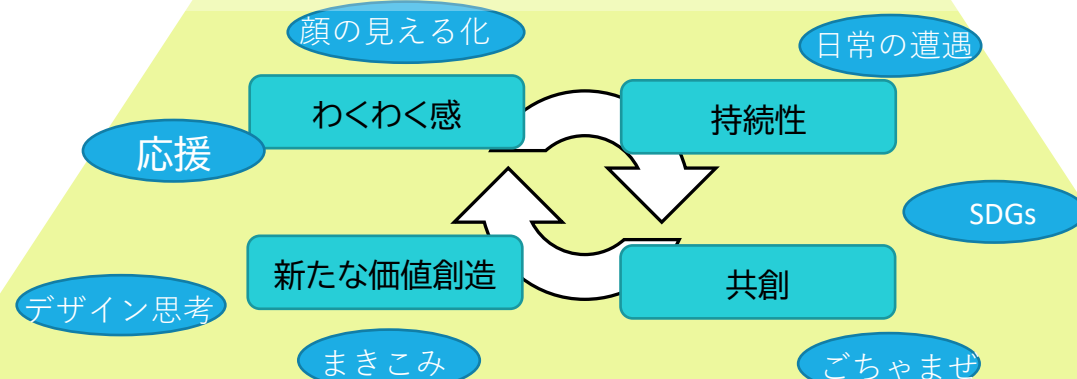 顔の見える化
日常の遭遇
わくわく感
持続性
応援
SDGs
新たな価値創造
共創
デザイン思考
まきこみ
ごちゃまぜ